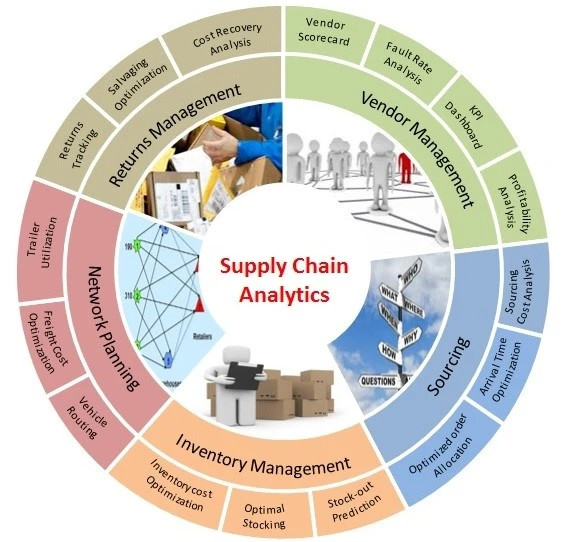 Supply Chain
Analytics
Vendor Management
Vendor
Scorecard
Fault Rate
Analysis
KPI
Dashboard
Profitability
Analysis
Sourcing
Sourcing
Cost Analysis
Arrival Time
Optimization
Optimized order
Allocation
WHO
WHAT
WHERE
WHEN
WHY
HOW
QUESTIONS
Inventory Management
Stock-out
Prediction
Optimal
Stocking
Inventory cost
Optimization
Network Planning
Vehicle
Routing
Freight Cost
Optimization
Trailer
Utilization
Retailers
Returns Management
Returns
Tracking
Salvaging
Optimization
Cost Recovery
Analysis